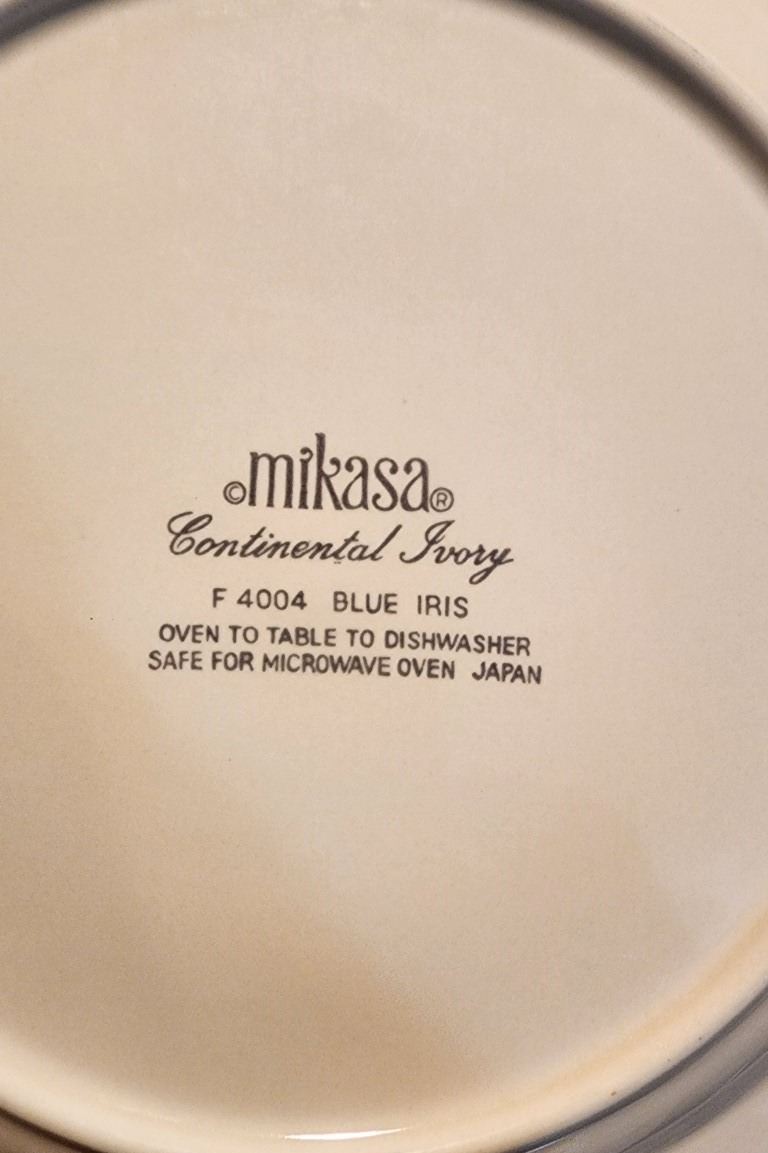 ©mikasa®
Continental Ivory
F 4004 BLUE IRIS
OVEN TO TABLE TO DISHWASHER
SAFE FOR MICROWAVE OVEN JAPAN